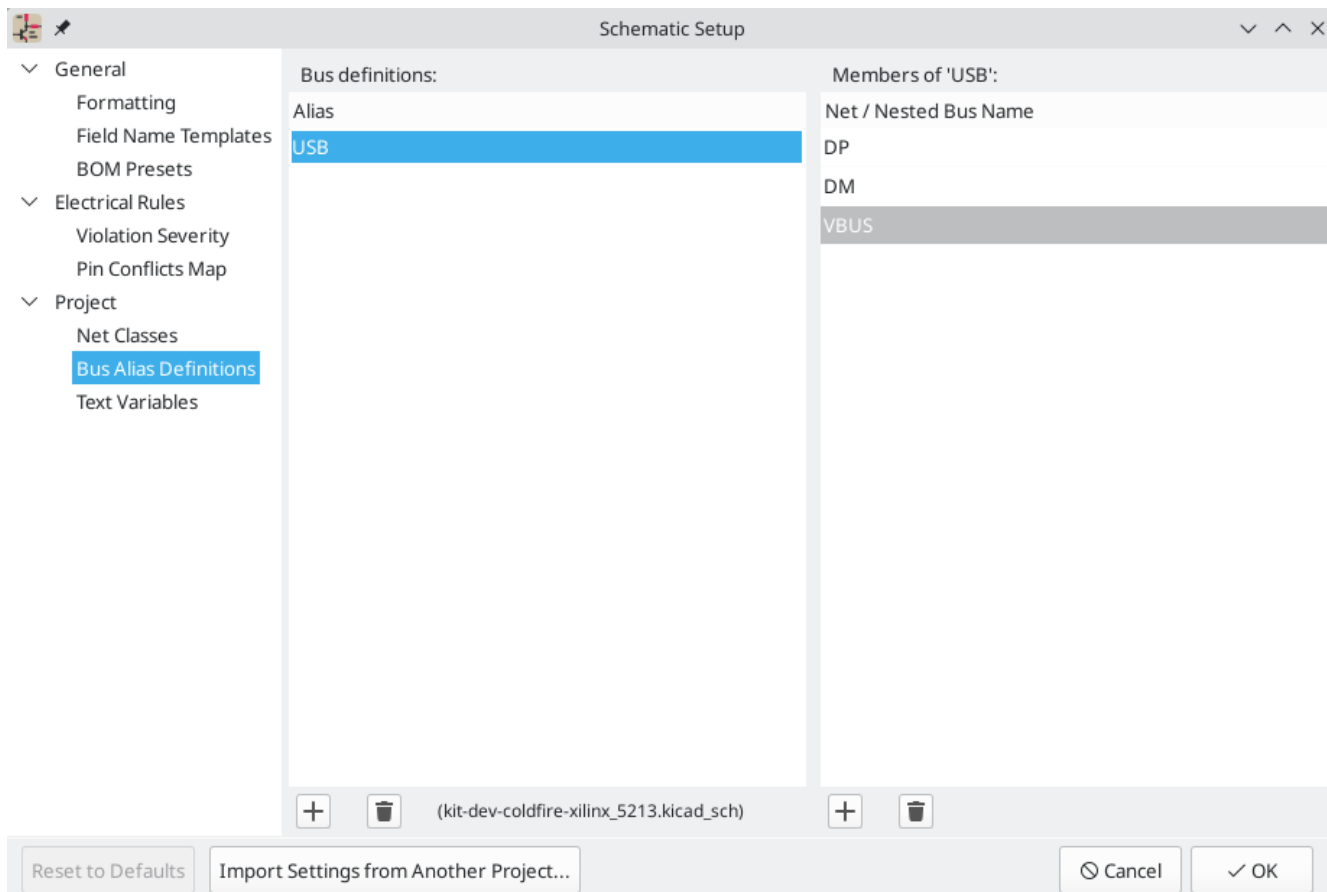 Schematic Setup
General
Formatting
Field Name Templates
BOM Presets
Electrical Rules
Violation Severity
Pin Conflicts Map
Project
Net Classes
Bus Alias Definitions
Text Variables
Bus definitions:
Alias
USB
(kit-dev-coldfire-xilinx_5213.kicad_sch)
Members of 'USB':
Net / Nested Bus Name
DP
DM
VBUS
Reset to Defaults
Import Settings from Another Project...
Cancel
OK